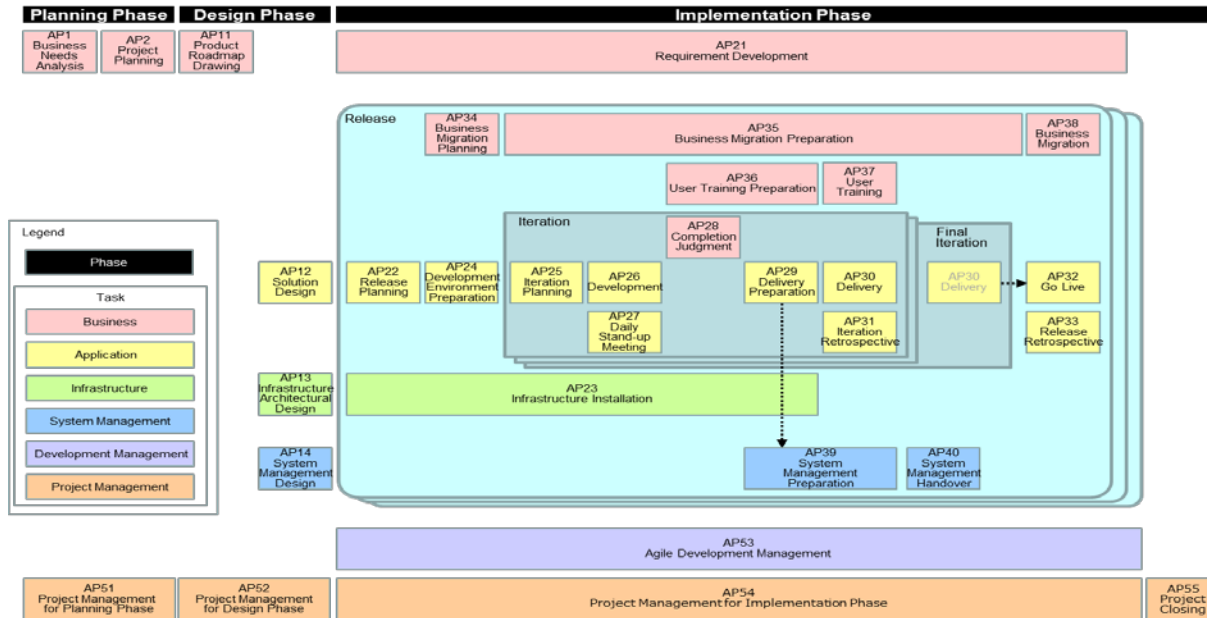 Planning Phase
Design Phase
Implementation Phase
AP1
Business
Needs
Analysis
AP2
Project
Planning
AP11
Product
Roadmap
Drawing
AP21
Requirement Development
Release
AP34
Business
Migration
Planning
AP35
Business Migration Preparation
AP38
Business
Migration
AP36
User Training Preparation
AP37
User
Training
Iteration
AP28
Completion
Judgment
Final
Iteration
Legend
Phase
Task
Business
Application
Infrastructure
System Management
Development Management
Project Management
AP12
Solution
Design
AP22
Release
Planning
AP24
Development
Environment
Preparation
AP25
Iteration
Planning
AP26
Development
AP29
Delivery
Preparation
AP30
Delivery
AP30
Delivery
AP32
Go Live
AP27
Daily
Stand-up
Meeting
AP31
Iteration
Retrospective
AP33
Release
Retrospective
AP13
Infrastructure
Architectural
Design
AP23
Infrastructure Installation
AP14
System
Management
Design
AP39
System
Management
Preparation
AP40
System
Management
Handover
AP53
Agile Development Management
AP51
Project Management
for Planning Phase
AP52
Project Management
for Design Phase
AP54
Project Management for Implementation Phase
AP55
Project
Closing